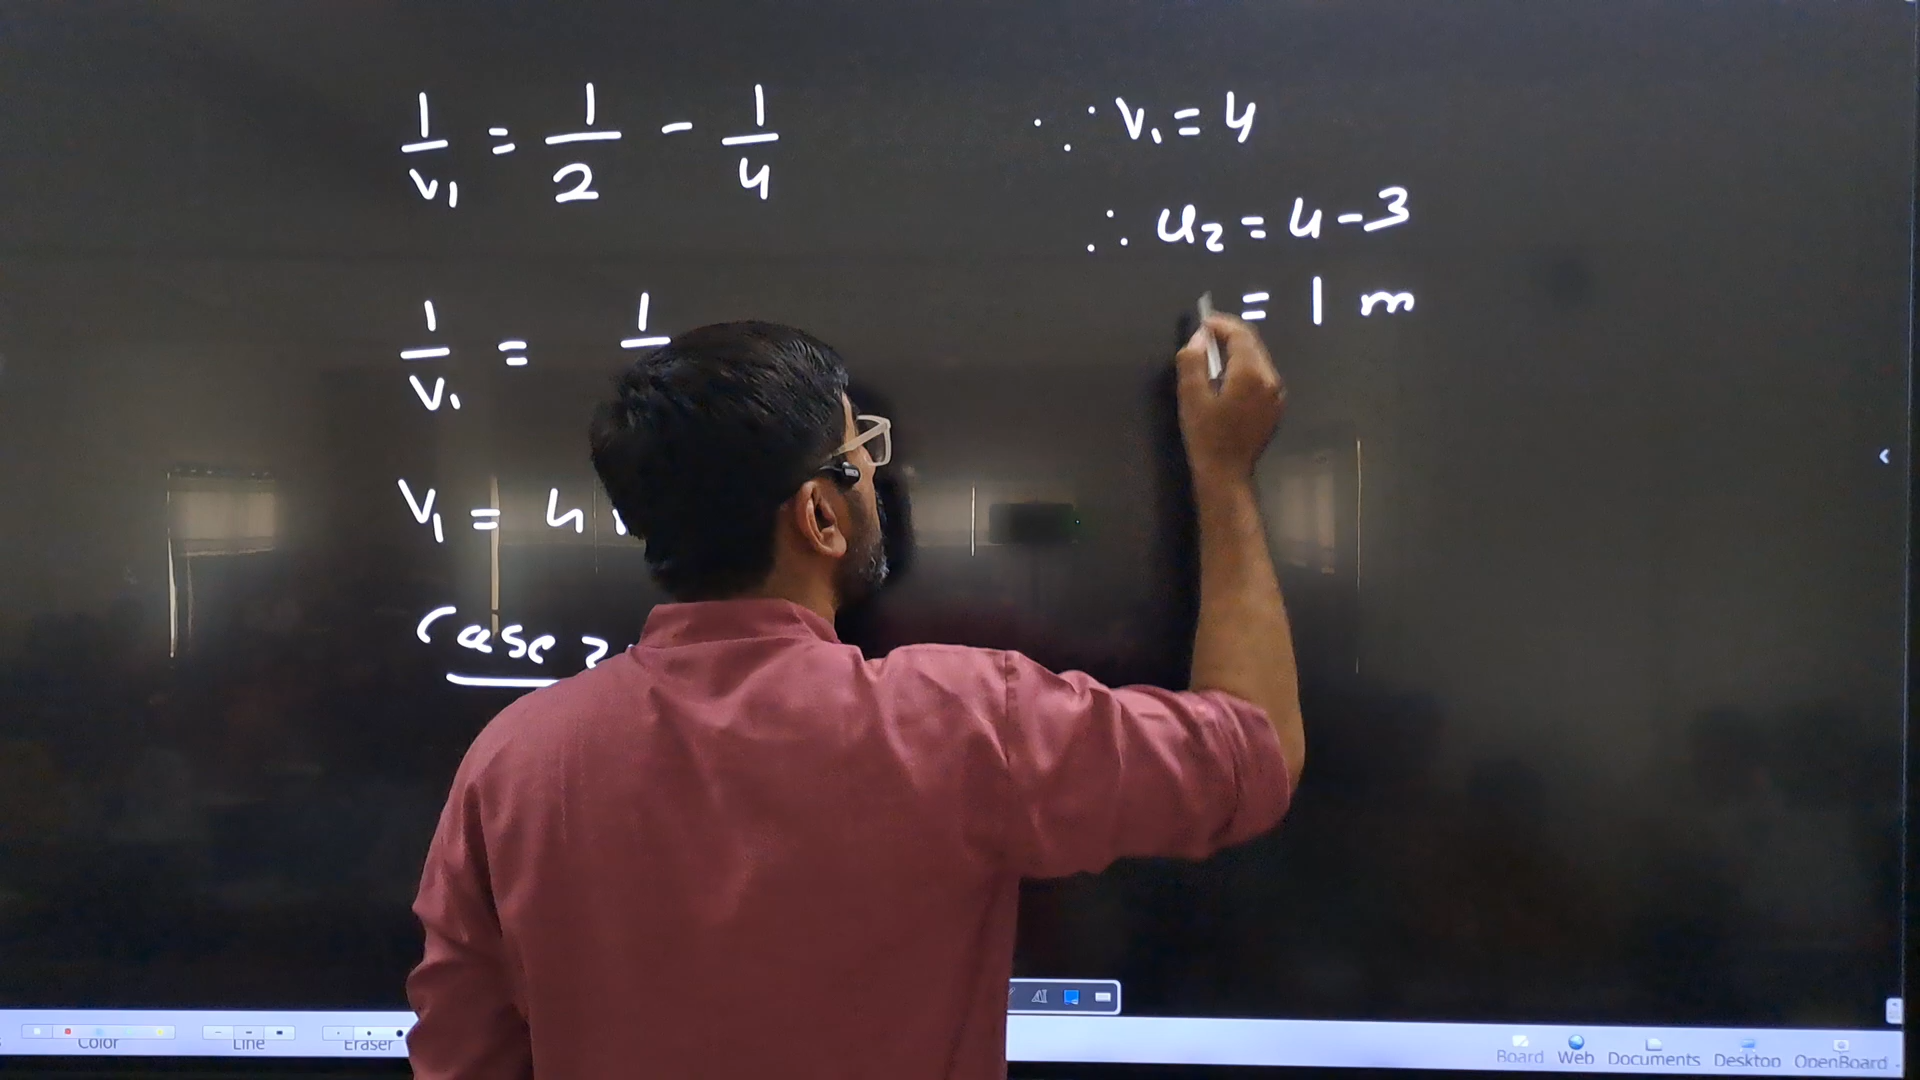 1/v₁ = 1/2 - 1/4
1/v₁ = 1/
v₁ = 4
Case 2
∵ v₁ = 4
∴ u₂ = 4 - 3
= 1 m
Color Line Eraser
Board Web Documents Desktop OpenBoard